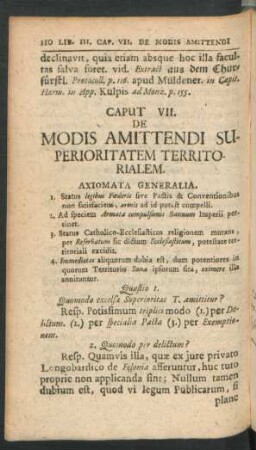 110 LIB. III. CAP. VII. DE MODIS AMITTENDI
declinavit, quia etiam absque hoc illa facul-
tas salva foret. vid. Extract aus dem Chur-
fürstl. Protocoll. p. 116. apud Müldener. in Capit.
Harm. in App. Kulpis ad Monz. p. 155.
CAPUT VII.
DE
MODIS AMITTENDI SU-
PERIORITATEM TERRITO-
RIALEM.
AXIOMATA GENERALIA.
1. Status legibus Fœderis sive Pactis & Conventionibus
non satisfaciens, armis ad id potest compelli.
2. Ad speciem Armatæ compulsionis Bannum Imperii per-
tinet.
3. Status Catholico-Ecclesiasticus religionem mutans,
per Reservatum sic dictum Ecclesiasticum, potestate ter-
ritoriali excidit.
4. Immedietas aliquorum dubia est, dum potentiores in
quorum Territoriis bona ipsorum sita, eximere illa
annituntur.
Quæstio 1.
Quomodo excelsa Superioritas T. amittitur?
Resp. Potissimum triplici modo (1.) per De-
lictum. (2.) per specialia Pacta (3.) per Exemptio-
nem.
2. Quomodo per delictum?
Resp. Quamvis illa, quæ ex jure privato
Longobardico de Felonia afferuntur, huc tuto
proprie non applicanda sint; Nullum tamen
dubium est, quod vi legum Publicarum, si
plane